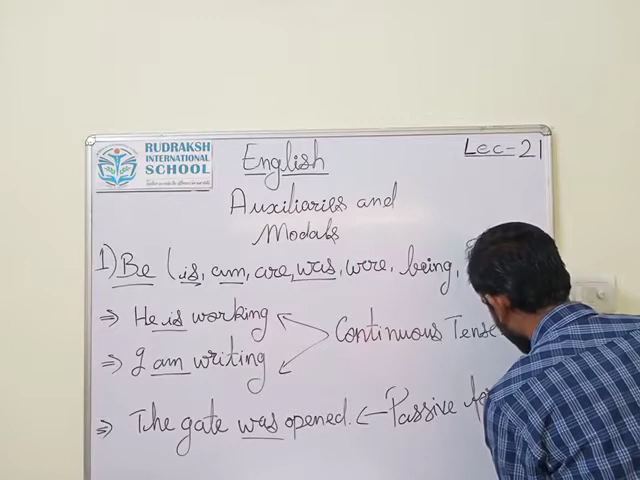 RUDRAKSH
INTERNATIONAL
SCHOOL
English
Lec-21
Auxiliaries and
Modals
1) Be (is, am, are, was, were, being,
⇒ He is working
Continuous Tense
⇒ I am writing
⇒ The gate was opened. ← Passive for